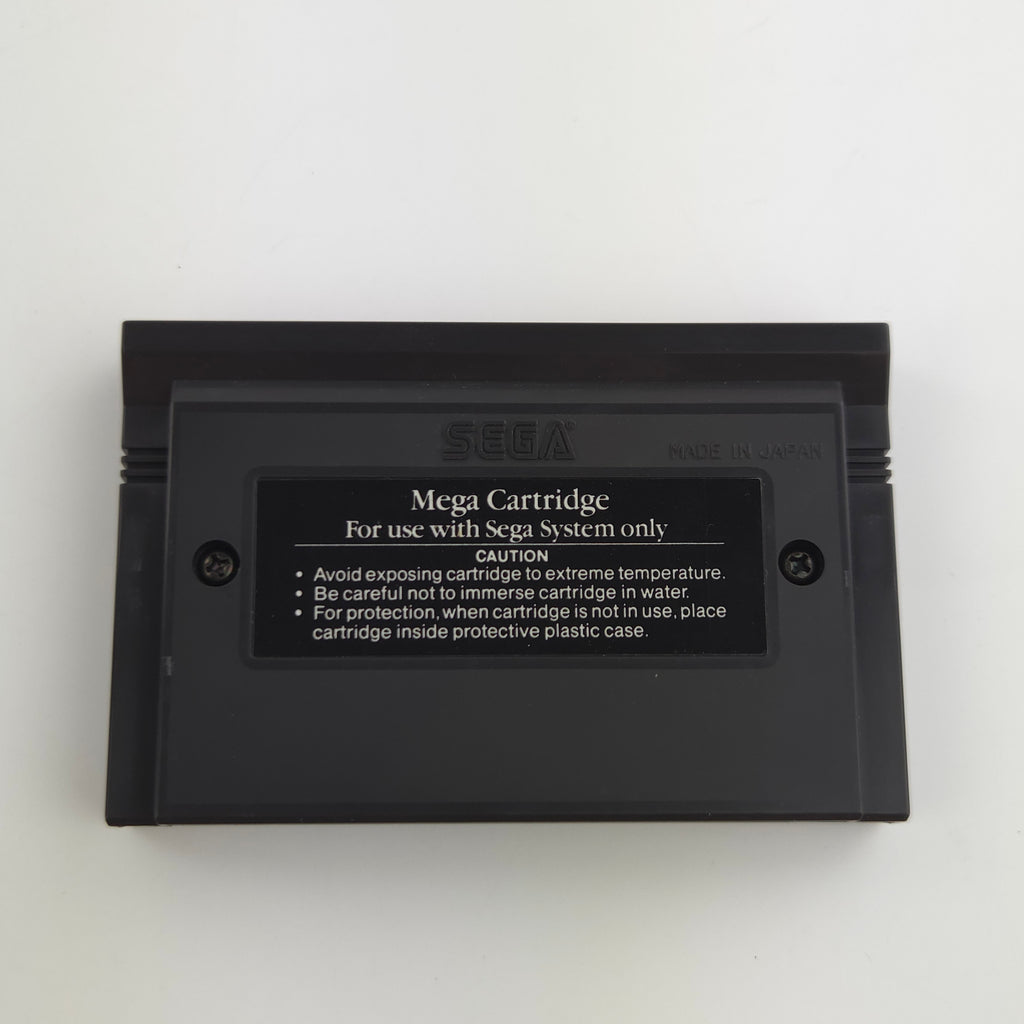 SEGA®
MADE IN JAPAN
Mega Cartridge
For use with Sega System only
CAUTION
• Avoid exposing cartridge to extreme temperature.
• Be careful not to immerse cartridge in water.
• For protection, when cartridge is not in use, place
cartridge inside protective plastic case.